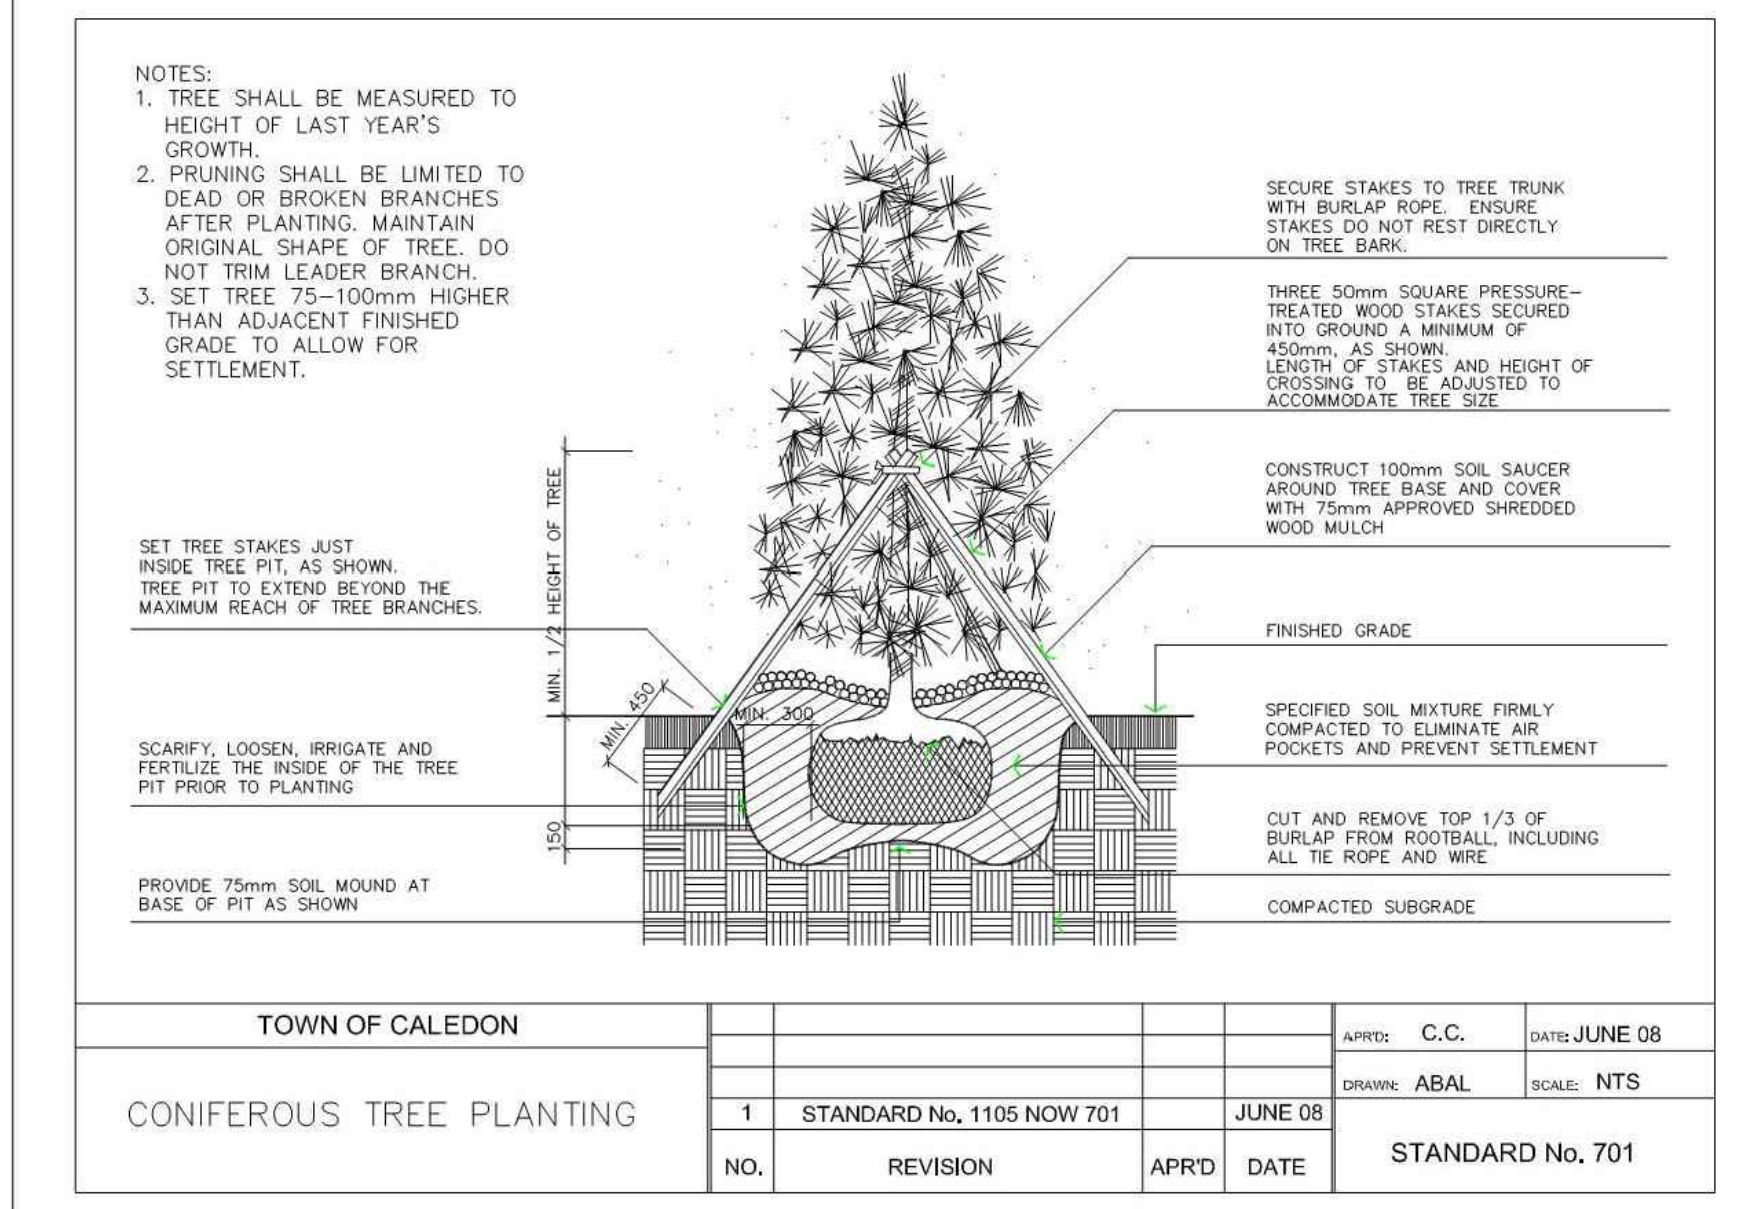 NOTES:
1. TREE SHALL BE MEASURED TO
HEIGHT OF LAST YEAR'S
GROWTH.
2. PRUNING SHALL BE LIMITED TO
DEAD OR BROKEN BRANCHES
AFTER PLANTING. MAINTAIN
ORIGINAL SHAPE OF TREE. DO
NOT TRIM LEADER BRANCH.
3. SET TREE 75-100mm HIGHER
THAN ADJACENT FINISHED
GRADE TO ALLOW FOR
SETTLEMENT.
SET TREE STAKES JUST
INSIDE TREE PIT, AS SHOWN.
TREE PIT TO EXTEND BEYOND THE
MAXIMUM REACH OF TREE BRANCHES.
SCARIFY, LOOSEN, IRRIGATE AND
FERTILIZE THE INSIDE OF THE TREE
PIT PRIOR TO PLANTING
PROVIDE 75mm SOIL MOUND AT
BASE OF PIT AS SHOWN
MIN. 1/2 HEIGHT OF TREE
MIN. 450
MIN. 300
150
SECURE STAKES TO TREE TRUNK
WITH BURLAP ROPE. ENSURE
STAKES DO NOT REST DIRECTLY
ON TREE BARK.
THREE 50mm SQUARE PRESSURE-
TREATED WOOD STAKES SECURED
INTO GROUND A MINIMUM OF
450mm, AS SHOWN.
LENGTH OF STAKES AND HEIGHT OF
CROSSING TO BE ADJUSTED TO
ACCOMMODATE TREE SIZE
CONSTRUCT 100mm SOIL SAUCER
AROUND TREE BASE AND COVER
WITH 75mm APPROVED SHREDDED
WOOD MULCH
FINISHED GRADE
SPECIFIED SOIL MIXTURE FIRMLY
COMPACTED TO ELIMINATE AIR
POCKETS AND PREVENT SETTLEMENT
CUT AND REMOVE TOP 1/3 OF
BURLAP FROM ROOTBALL, INCLUDING
ALL TIE ROPE AND WIRE
COMPACTED SUBGRADE
TOWN OF CALEDON
CONIFEROUS TREE PLANTING
1 STANDARD No. 1105 NOW 701 JUNE 08
NO. REVISION APR'D DATE
APR'D: C.C. DATE: JUNE 08
DRAWN: ABAL SCALE: NTS
STANDARD No. 701